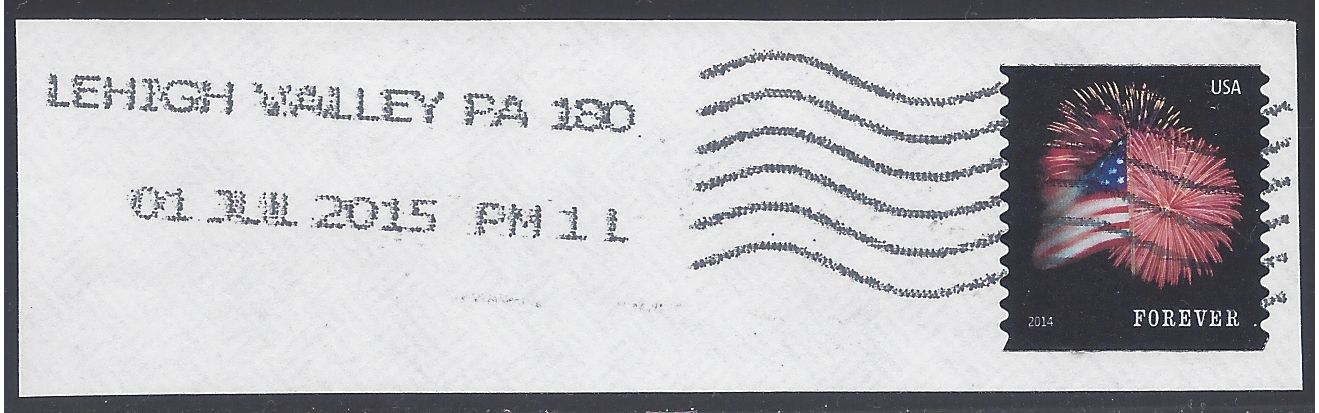 LEHIGH VALLEY PA 180
01 JUL 2015 PM 1 L
USA
2014 FOREVER